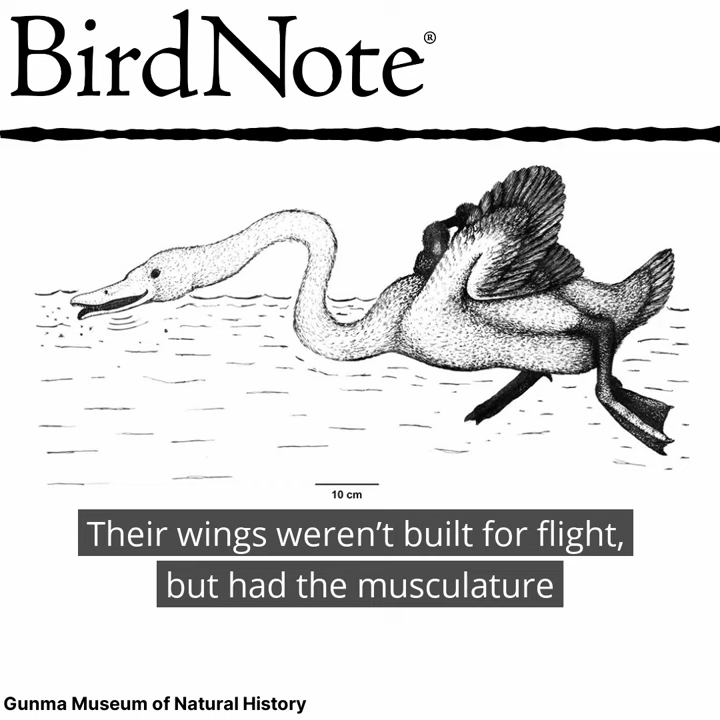 BirdNote®
10 cm
Their wings weren’t built for flight,
but had the musculature
Gunma Museum of Natural History